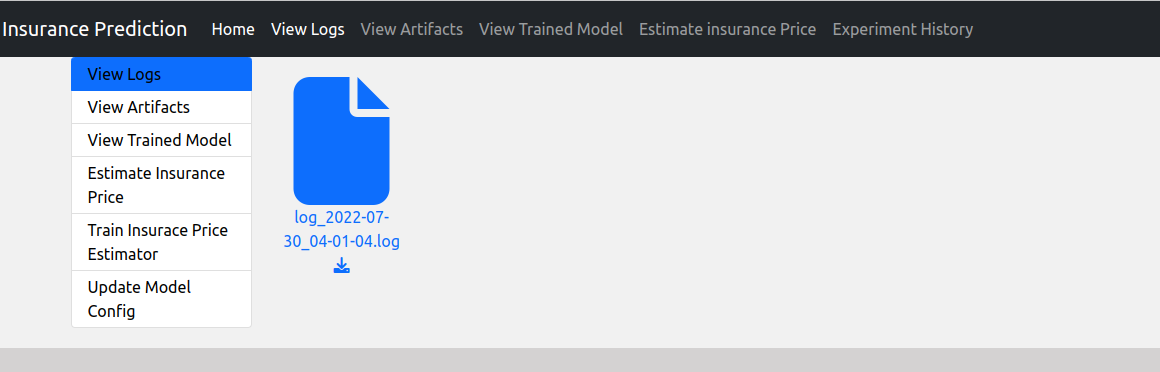 Insurance Prediction Home View Logs View Artifacts View Trained Model Estimate insurance Price Experiment History
View Logs
View Artifacts
View Trained Model
Estimate Insurance
Price
Train Insurace Price
Estimator
Update Model
Config
log_2022-07-
30_04-01-04.log